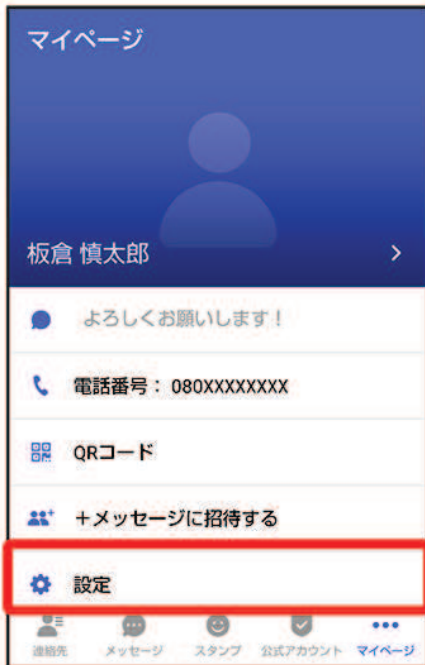 マイページ
板倉 慎太郎
よろしくお願いします！
電話番号： 080XXXXXXXX
QRコード
＋メッセージに招待する
設定
連絡先 メッセージ スタンプ 公式アカウント マイページ